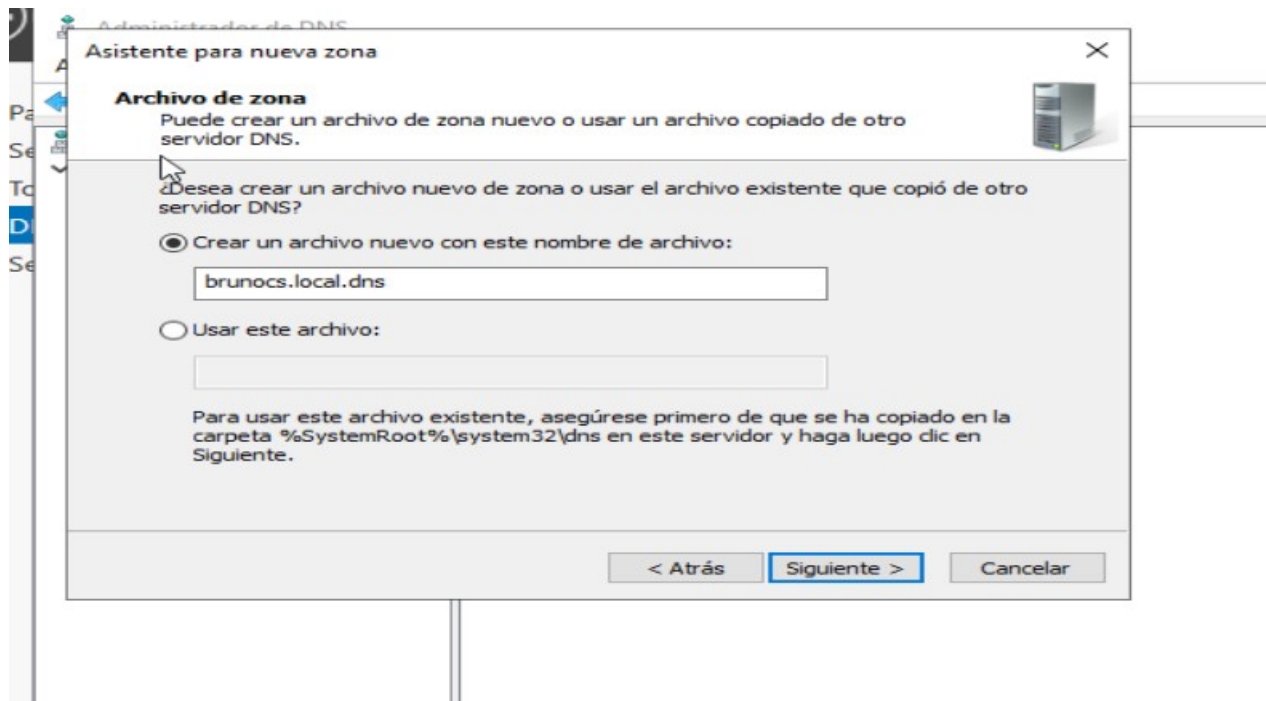 Administrador de DNS
Asistente para nueva zona
Archivo de zona
Puede crear un archivo de zona nuevo o usar un archivo copiado de otro
servidor DNS.
¿Desea crear un archivo nuevo de zona o usar el archivo existente que copió de otro
servidor DNS?
Crear un archivo nuevo con este nombre de archivo:
brunocs.local.dns
Usar este archivo:
Para usar este archivo existente, asegúrese primero de que se ha copiado en la
carpeta %SystemRoot%\system32\dns en este servidor y haga luego clic en
Siguiente.
< Atrás
Siguiente >
Cancelar